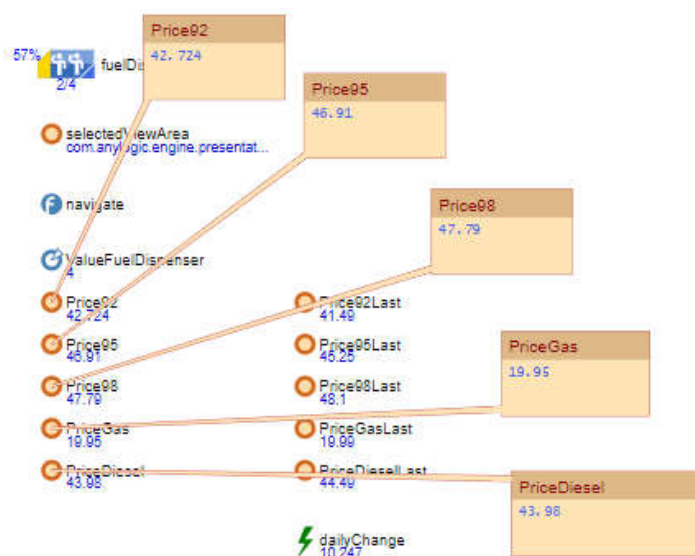 Price92
42.724
57%
fuelDi
2/4
Price95
46.91
selectedViewArea
com.anylogic.engine.presentat...
navigate
Price98
47.79
ValueFuelDispenser
4
Price92
42.724
Price92Last
41.49
Price95
46.91
Price95Last
45.25
PriceGas
19.95
Price98
47.79
Price98Last
48.1
PriceGas
19.95
PriceGasLast
19.99
PriceDiesel
43.98
PriceDieselLast
44.49
PriceDiesel
43.98
dailyChange
10.247